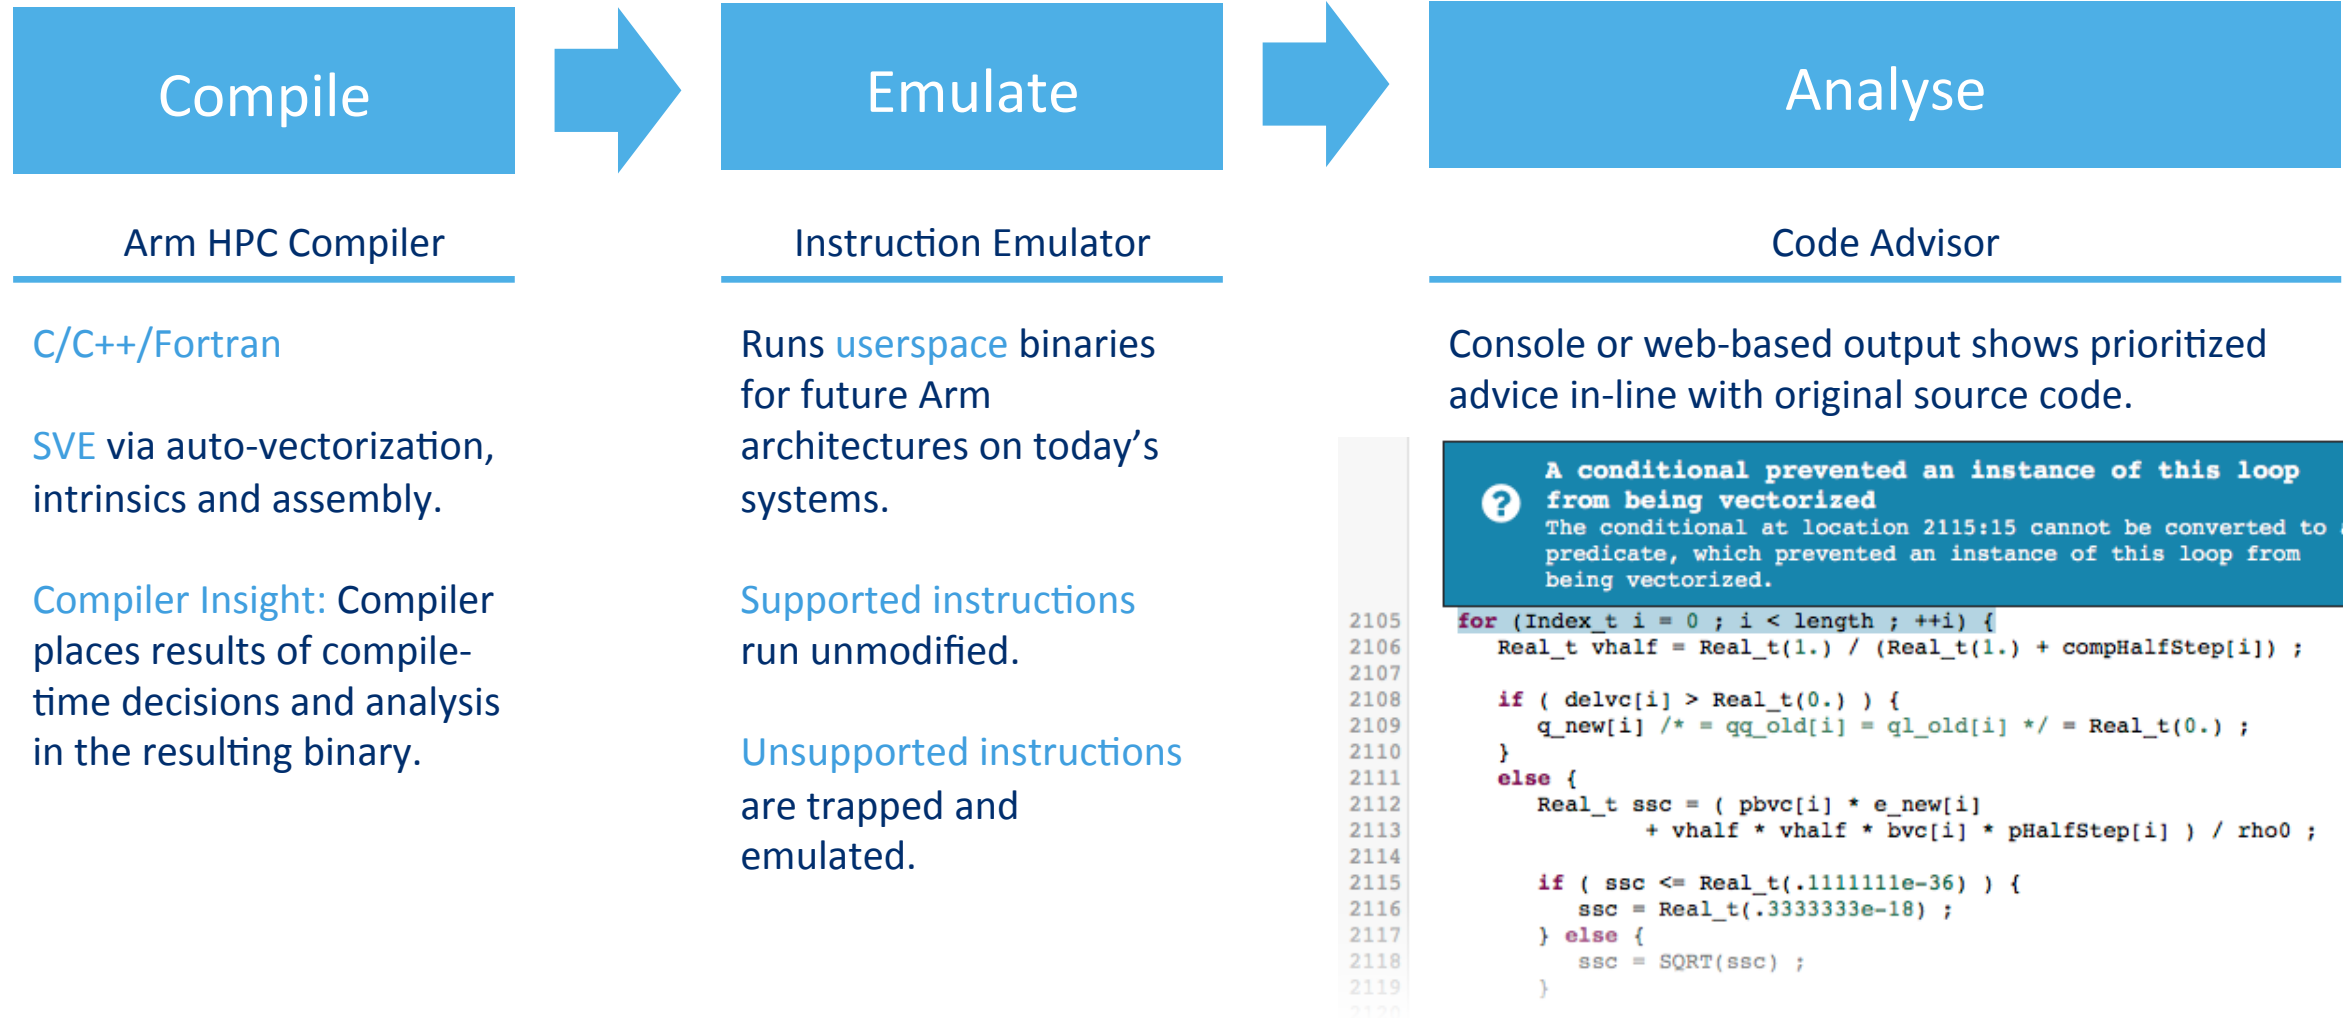 Compile
Arm HPC Compiler
C/C++/Fortran
SVE via auto-vectorization,
intrinsics and assembly.
Compiler Insight: Compiler
places results of compile-
time decisions and analysis
in the resulting binary.
Emulate
Instruction Emulator
Runs userspace binaries
for future Arm
architectures on today’s
systems.
Supported instructions
run unmodified.
Unsupported instructions
are trapped and
emulated.
Analyse
Code Advisor
Console or web-based output shows prioritized
advice in-line with original source code.
A conditional prevented an instance of this loop
from being vectorized
The conditional at location 2115:15 cannot be converted to
predicate, which prevented an instance of this loop from
being vectorized.
2105 for (Index_t i = 0 ; i < length ; ++i) {
2106 Real_t vhalf = Real_t(1.) / (Real_t(1.) + compHalfStep[i]) ;
2107
2108 if ( delvc[i] > Real_t(0.) ) {
2109 q_new[i] /* = qq_old[i] = ql_old[i] */ = Real_t(0.) ;
2110 }
2111 else {
2112 Real_t ssc = ( pbvc[i] * e_new[i]
2113 + vhalf * vhalf * bvc[i] * pHalfStep[i] ) / rho0 ;
2114
2115 if ( ssc <= Real_t(.1111111e-36) ) {
2116 ssc = Real_t(.3333333e-18) ;
2117 } else {
2118 ssc = SQRT(ssc) ;
2119 }